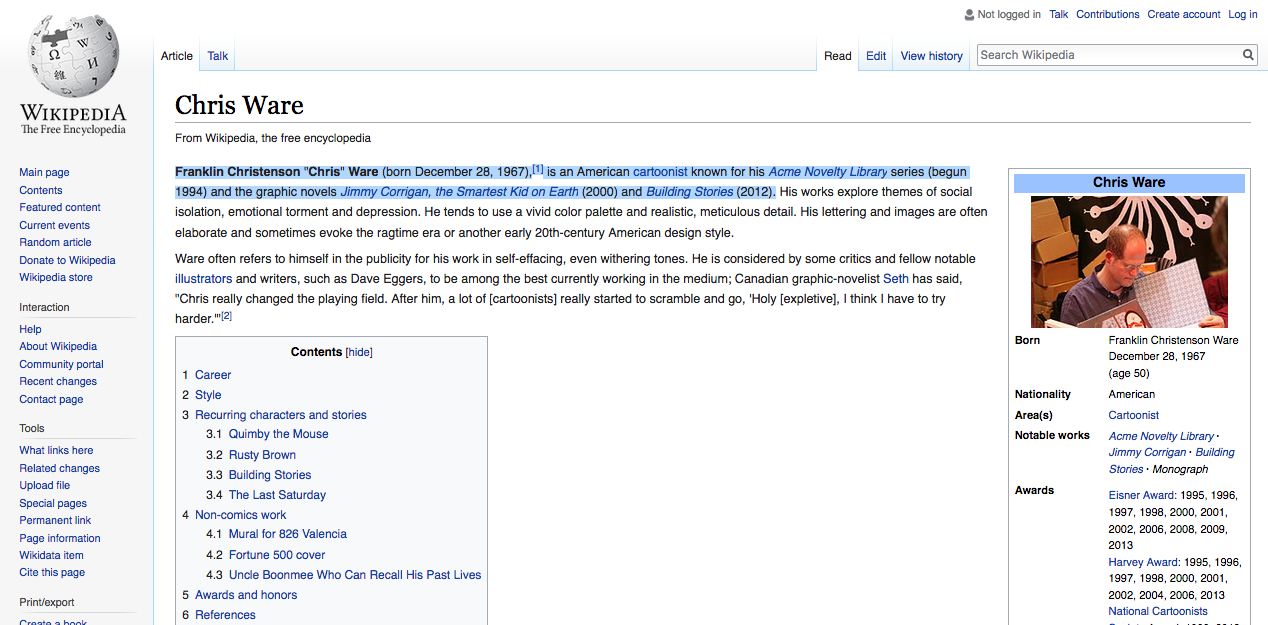 Not logged in Talk Contributions Create account Log in
WIKIPEDIA
The Free Encyclopedia
Article Talk
Read Edit View history Search Wikipedia
Main page
Contents
Featured content
Current events
Random article
Donate to Wikipedia
Wikipedia store
Interaction
Help
About Wikipedia
Community portal
Recent changes
Contact page
Tools
What links here
Related changes
Upload file
Special pages
Permanent link
Page information
Wikidata item
Cite this page
Print/export
Create a book
Chris Ware
From Wikipedia, the free encyclopedia
Franklin Christenson "Chris" Ware (born December 28, 1967),[1] is an American cartoonist known for his Acme Novelty Library series (begun
1994) and the graphic novels Jimmy Corrigan, the Smartest Kid on Earth (2000) and Building Stories (2012). His works explore themes of social
isolation, emotional torment and depression. He tends to use a vivid color palette and realistic, meticulous detail. His lettering and images are often
elaborate and sometimes evoke the ragtime era or another early 20th-century American design style.
Ware often refers to himself in the publicity for his work in self-effacing, even withering tones. He is considered by some critics and fellow notable
illustrators and writers, such as Dave Eggers, to be among the best currently working in the medium; Canadian graphic-novelist Seth has said,
"Chris really changed the playing field. After him, a lot of [cartoonists] really started to scramble and go, 'Holy [expletive], I think I have to try
harder.'"[2]
Contents [hide]
1 Career
2 Style
3 Recurring characters and stories
3.1 Quimby the Mouse
3.2 Rusty Brown
3.3 Building Stories
3.4 The Last Saturday
4 Non-comics work
4.1 Mural for 826 Valencia
4.2 Fortune 500 cover
4.3 Uncle Boonmee Who Can Recall His Past Lives
5 Awards and honors
6 References
Chris Ware
Born Franklin Christenson Ware
December 28, 1967
(age 50)
Nationality American
Area(s) Cartoonist
Notable works Acme Novelty Library ·
Jimmy Corrigan · Building
Stories · Monograph
Awards Eisner Award: 1995, 1996,
1997, 1998, 2000, 2001,
2002, 2006, 2008, 2009,
2013
Harvey Award: 1995, 1996,
1997, 1998, 2000, 2001,
2002, 2004, 2006, 2013
National Cartoonists